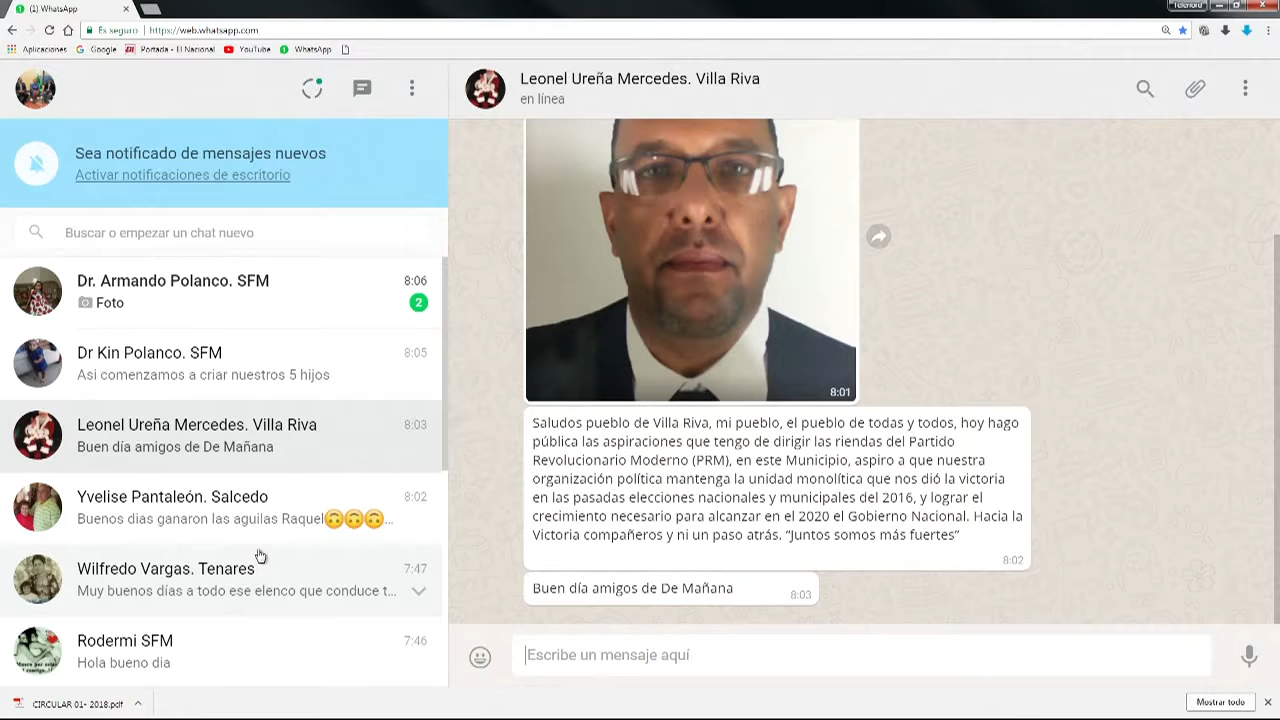 (1) WhatsApp
Telenord
Es seguro | https://web.whatsapp.com
Aplicaciones Google Portada - El Nacional YouTube WhatsApp
Leonel Ureña Mercedes. Villa Riva
en línea
Sea notificado de mensajes nuevos
Activar notificaciones de escritorio
Buscar o empezar un chat nuevo
Dr. Armando Polanco. SFM 8:06
Foto 2
Dr Kin Polanco. SFM 8:05
Asi comenzamos a criar nuestros 5 hijos
Leonel Ureña Mercedes. Villa Riva 8:03
Buen día amigos de De Mañana
Yvelise Pantaleón. Salcedo 8:02
Buenos dias ganaron las aguilas Raquel🙃🙃🙃...
Wilfredo Vargas. Tenares 7:47
Muy buenos días a todo ese elenco que conduce t...
Rodermi SFM 7:46
Hola bueno dia
8:01
Saludos pueblo de Villa Riva, mi pueblo, el pueblo de todas y todos, hoy hago
pública las aspiraciones que tengo de dirigir las riendas del Partido
Revolucionario Moderno (PRM), en este Municipio, aspiro a que nuestra
organización política mantenga la unidad monolítica que nos dió la victoria
en las pasadas elecciones nacionales y municipales del 2016, y lograr el
crecimiento necesario para alcanzar en el 2020 el Gobierno Nacional. Hacia la
Victoria compañeros y ni un paso atrás. “Juntos somos más fuertes”
8:02
Buen día amigos de De Mañana 8:03
Escribe un mensaje aquí
CIRCULAR 01- 2018.pdf
Mostrar todo